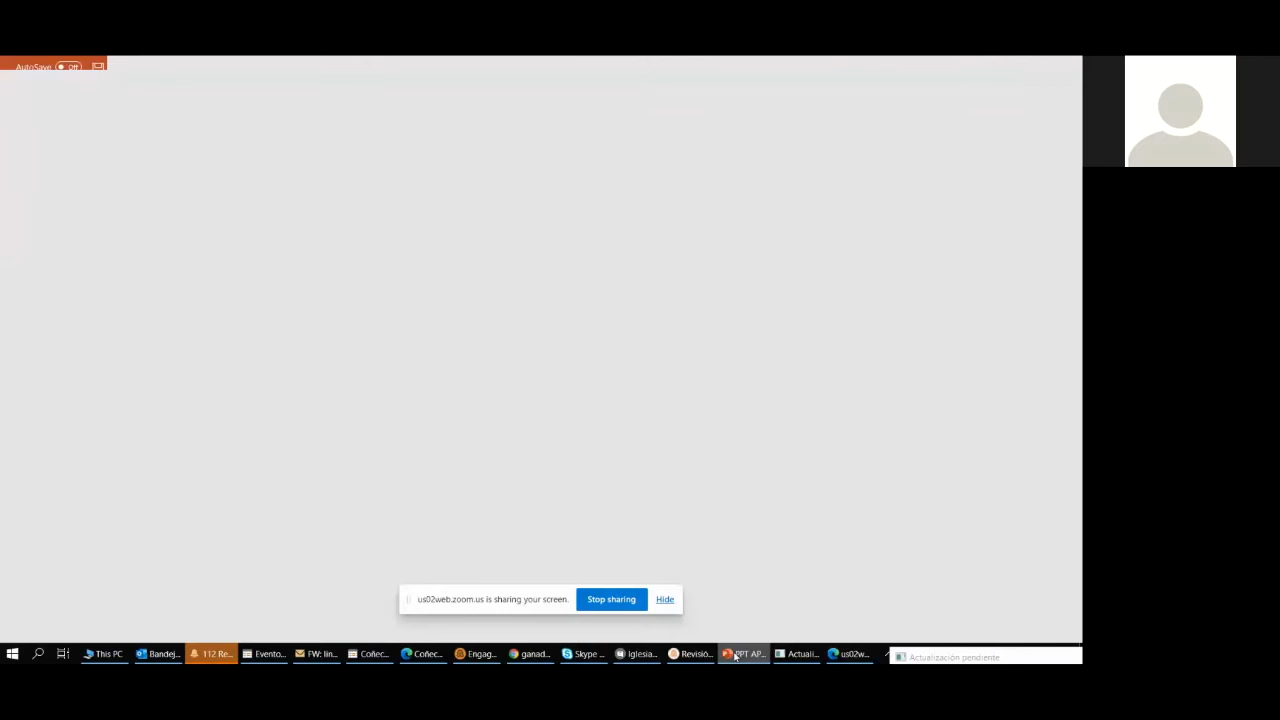 AutoSave Off
us02web.zoom.us is sharing your screen. Stop sharing Hide
This PC Bandej... 112 Re... Evento... FW: lin... Coñec... Coñec... Engag... ganad... Skype ... Iglesia... Revisió... PPT AP... Actuali... us02w...
Actualización pendiente